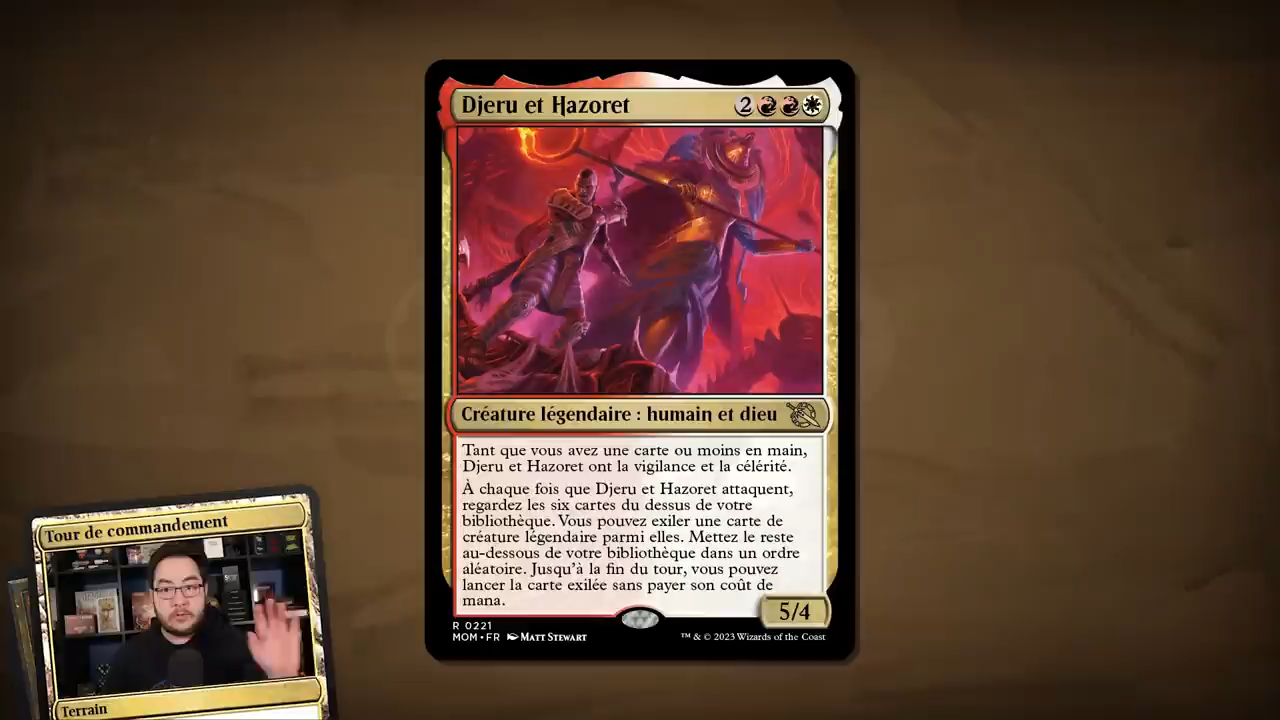 Djeru et Hazoret
2
Créature légendaire : humain et dieu
Tant que vous avez une carte ou moins en main,
Djeru et Hazoret ont la vigilance et la célérité.
À chaque fois que Djeru et Hazoret attaquent,
regardez les six cartes du dessus de votre
bibliothèque. Vous pouvez exiler une carte de
créature légendaire parmi elles. Mettez le reste
au-dessous de votre bibliothèque dans un ordre
aléatoire. Jusqu'à la fin du tour, vous pouvez
lancer la carte exilée sans payer son coût de
mana.
5/4
R 0221
MOM • FR Matt Stewart
™ & © 2023 Wizards of the Coast
Tour de commandement
Terrain